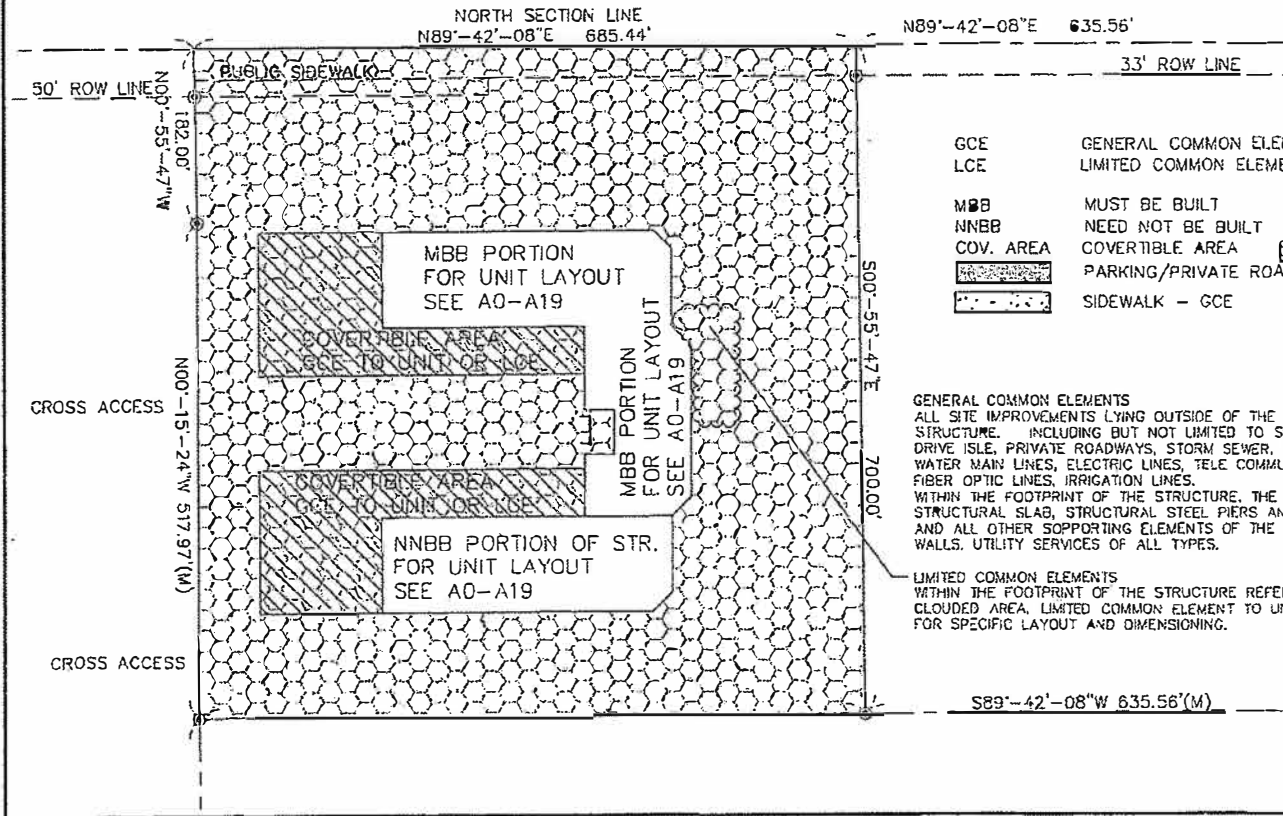 NORTH SECTION LINE
N89°-42'-08"E 685.44'
N89°-42'-08"E 635.56'
PUBLIC SIDEWALK
33' ROW LINE
50' ROW LINE
N00°-55'-47"W
182.00'
GCE GENERAL COMMON
LCE LIMITED COMMON
MBB MUST BE BUILT
NNBB NEED NOT BE BUILT
COV. AREA COVERTIBLE AREA
PARKING/PRIVATE
SIDEWALK - GCE
MBB PORTION
FOR UNIT LAYOUT
SEE A0-A19
COVERTIBLE AREA
GCE TO UNIT OR LCE
MBB PORTION
FOR UNIT LAYOUT
SEE A0-A19
S00°-55'-47"E
700.00'
CROSS ACCESS
N00°-15'-24"W 517.97'(M)
COVERTIBLE AREA
GCE TO UNIT OR LCE
NNBB PORTION OF STR.
FOR UNIT LAYOUT
SEE A0-A19
CROSS ACCESS
GENERAL COMMON ELEMENTS
ALL SITE IMPROVEMENTS LYING OUTSIDE OF THE
STRUCTURE. INCLUDING BUT NOT LIMITED TO
DRIVE ISLE, PRIVATE ROADWAYS, STORM SEWER,
WATER MAIN LINES, ELECTRIC LINES, TELE
FIBER OPTIC LINES, IRRIGATION LINES.
WITHIN THE FOOTPRINT OF THE STRUCTURE, THE
STRUCTURAL SLAB, STRUCTURAL STEEL PIERS
AND ALL OTHER SOPPORTING ELEMENTS OF THE
WALLS. UTILITY SERVICES OF ALL TYPES.
LIMITED COMMON ELEMENTS
WITHIN THE FOOTPRINT OF THE STRUCTURE
CLOUDED AREA, LIMITED COMMON ELEMENT TO
FOR SPECIFIC LAYOUT AND DIMENSIONING.
S89°-42'-08"W 635.56'(M)